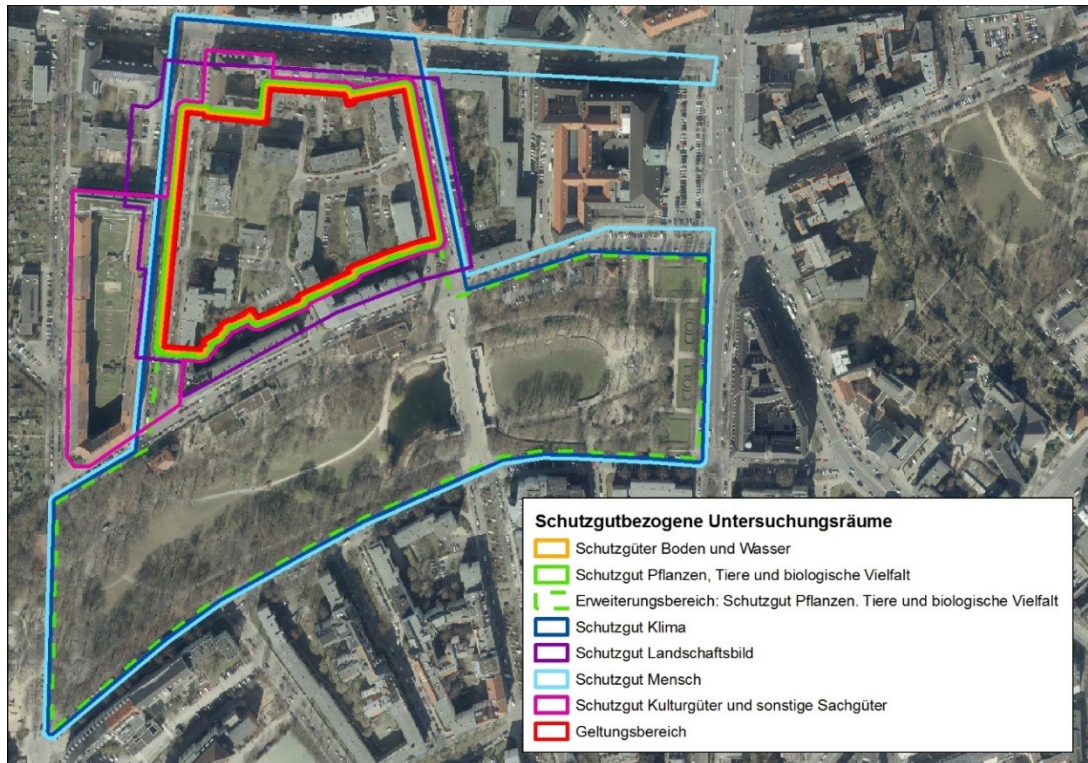 Schutzgutbezogene Untersuchungsräume
Schutzgüter Boden und Wasser
Schutzgut Pflanzen, Tiere und biologische Vielfalt
Erweiterungsbereich: Schutzgut Pflanzen. Tiere und biologische Vielfalt
Schutzgut Klima
Schutzgut Landschaftsbild
Schutzgut Mensch
Schutzgut Kulturgüter und sonstige Sachgüter
Geltungsbereich